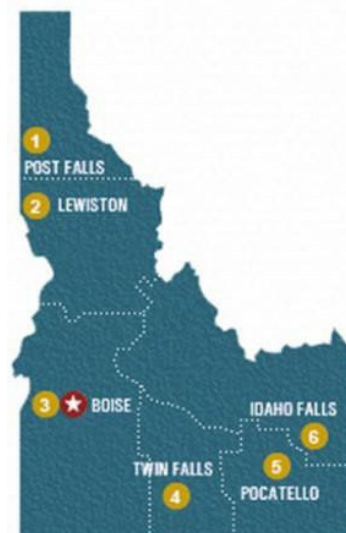 1
POST FALLS
2 LEWISTON
3 BOISE
IDAHO FALLS
6
TWIN FALLS
5
4
POCATELLO